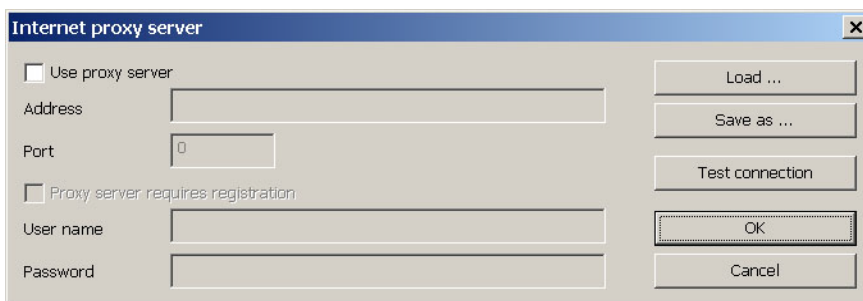 Internet proxy server
Use proxy server
Address
Port
0
Proxy server requires registration
User name
Password
Load ...
Save as ...
Test connection
OK
Cancel